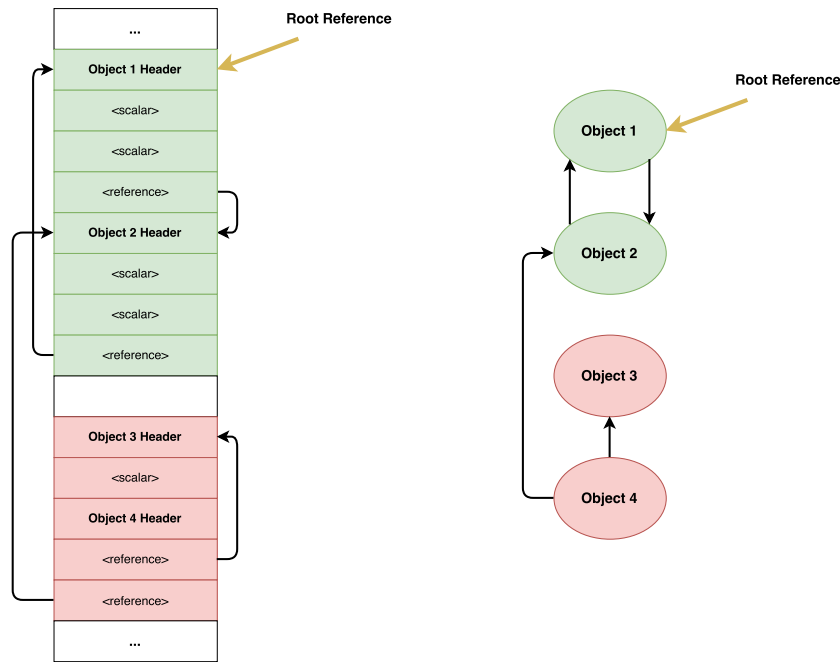 Root Reference
...
Object 1 Header
<scalar>
<scalar>
<reference>
Object 2 Header
<scalar>
<scalar>
<reference>
Object 3 Header
<scalar>
Object 4 Header
<reference>
<reference>
...
Root Reference
Object 1
Object 2
Object 3
Object 4